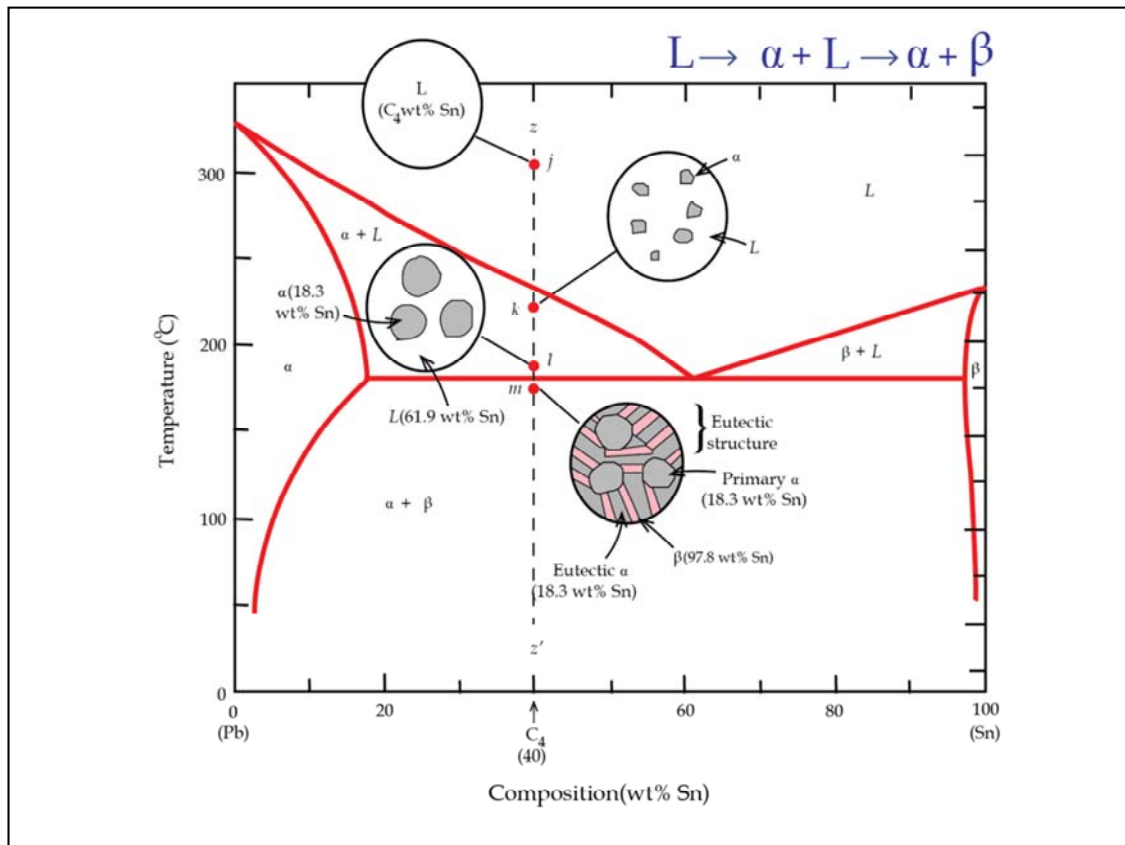 L → α + L → α + β
L
(C₄wt% Sn)
z
j
300
α
L
L
α + L
α(18.3
wt% Sn)
k
200
l
β + L
α
β
m
L(61.9 wt% Sn)
Eutectic
structure
Primary α
(18.3 wt% Sn)
α + β
100
β(97.8 wt% Sn)
Eutectic α
(18.3 wt% Sn)
z'
0
Temperature (⁰C)
0
20
60
80
100
(Pb)
C₄
(40)
(Sn)
Composition(wt% Sn)